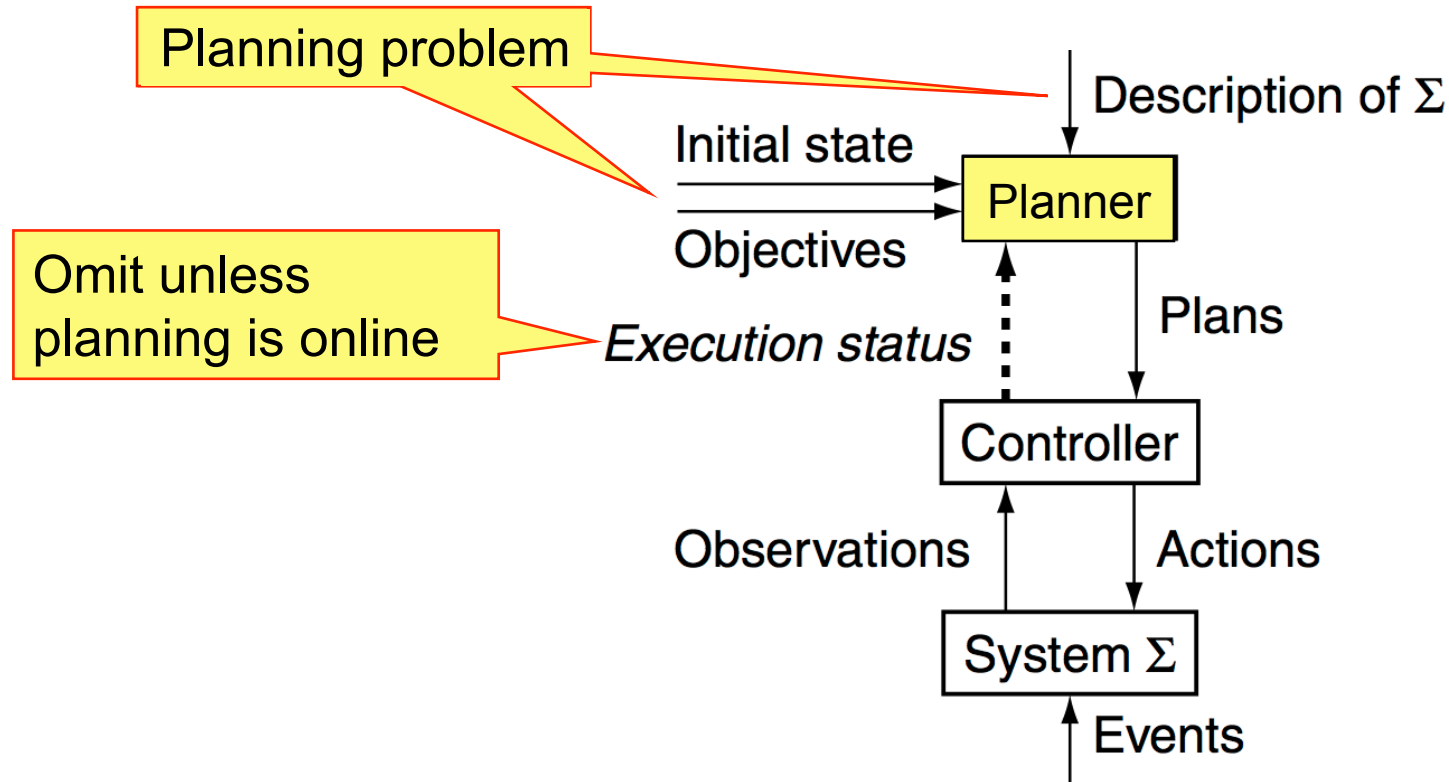 Planning problem
Description of Σ
Initial state
Planner
Objectives
Omit unless
planning is online
Execution status
Plans
Controller
Observations
Actions
System Σ
Events